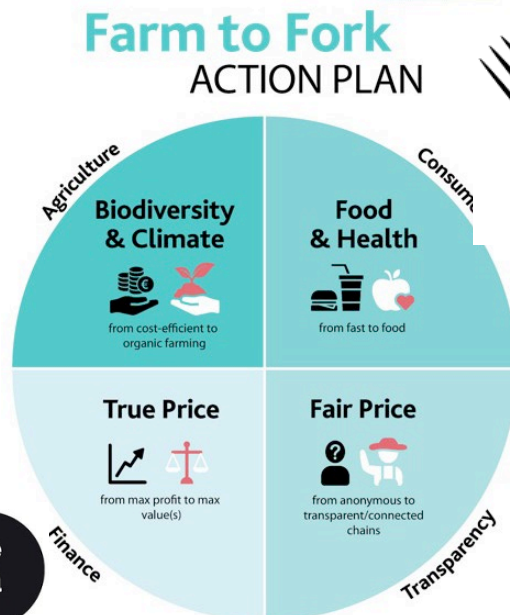 Farm to Fork
ACTION PLAN
Agriculture
Biodiversity
& Climate
from cost-efficient to
organic farming
Food
& Health
from fast to food
True Price
from max profit to max
value(s)
Fair Price
?
from anonymous to
transparent/connected
chains
Finance
Transparency